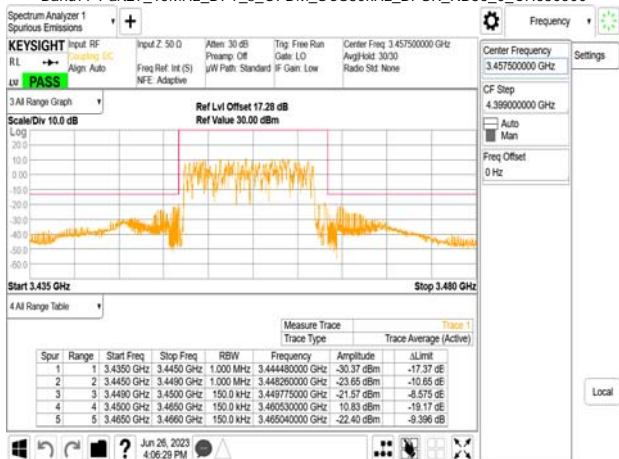 Spectrum Analyzer 1
Spurious Emissions
Frequency
KEYSIGHT Input: RF
R L
Coupling: DC
Align: Auto
Input Z: 50 Ω
Freq Ref: Int (S)
NFE: Adaptive
Atten: 30 dB
Preamp: Off
µW Path: Standard
Trig: Free Run
Gate: LO
IF Gain: Low
Center Freq: 3.457500000 GHz
Avg|Hold: 30/30
Radio Std: None
PASS
Center Frequency
3.457500000 GHz
Settings
CF Step
4.399000000 GHz
Auto
Man
Freq Offset
0 Hz
3 All Range Graph
Scale/Div 10.0 dB
Ref Lvl Offset 17.28 dB
Ref Value 30.00 dBm
Log
20.0
10.0
0.00
-10.0
-20.0
-30.0
-40.0
-50.0
-60.0
Start 3.435 GHz
Stop 3.480 GHz
4 All Range Table
Measure Trace Trace 1
Trace Type Trace Average (Active)
Spur Range Start Freq Stop Freq RBW Frequency Amplitude ΔLimit
1 1 3.4350 GHz 3.4450 GHz 1.000 MHz 3.444480000 GHz -30.37 dBm -17.37 dB
2 2 3.4450 GHz 3.4490 GHz 1.000 MHz 3.448260000 GHz -23.65 dBm -10.65 dB
3 3 3.4490 GHz 3.4500 GHz 150.0 kHz 3.449775000 GHz -21.57 dBm -8.575 dB
4 4 3.4500 GHz 3.4650 GHz 150.0 kHz 3.460530000 GHz 10.83 dBm -19.17 dB
5 5 3.4650 GHz 3.4660 GHz 150.0 kHz 3.465040000 GHz -22.40 dBm -9.396 dB
Local
Jun 26, 2023
4:06:29 PM